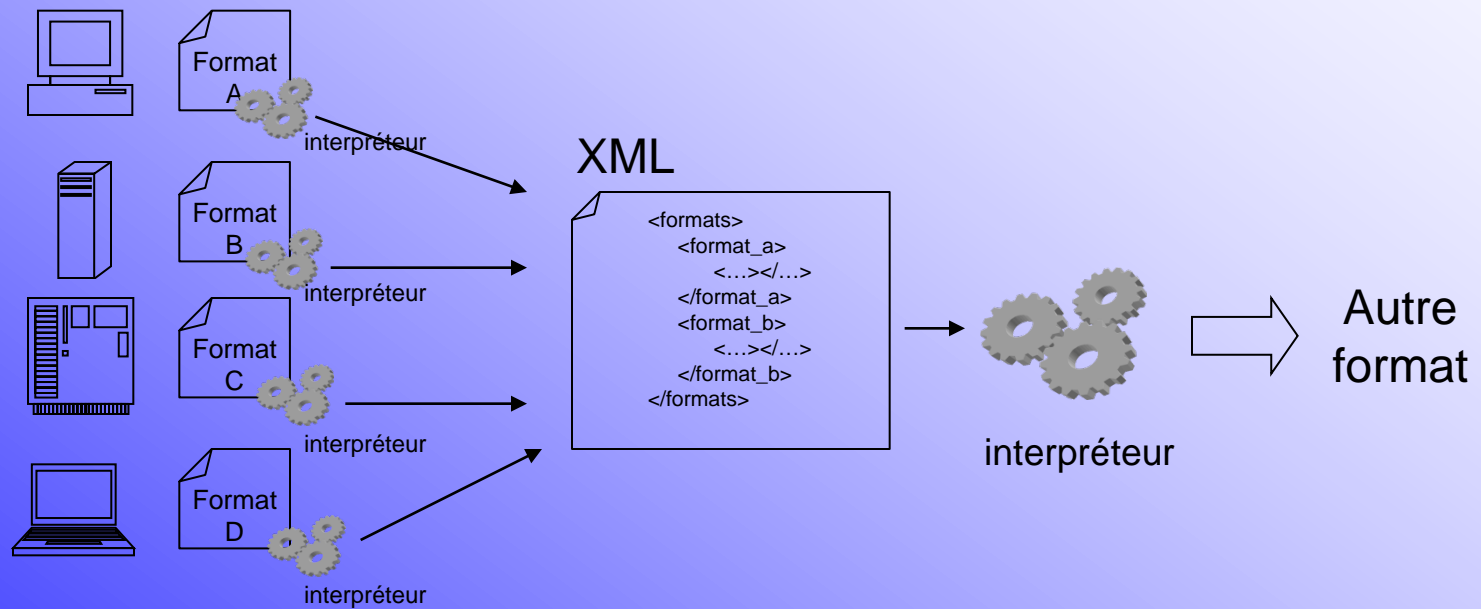 Format
A
interpréteur
Format
B
interpréteur
Format
C
interpréteur
Format
D
interpréteur
XML
<formats>
<format_a>
<…></…>
</format_a>
<format_b>
<…></…>
</format_b>
</formats>
interpréteur
Autre
format